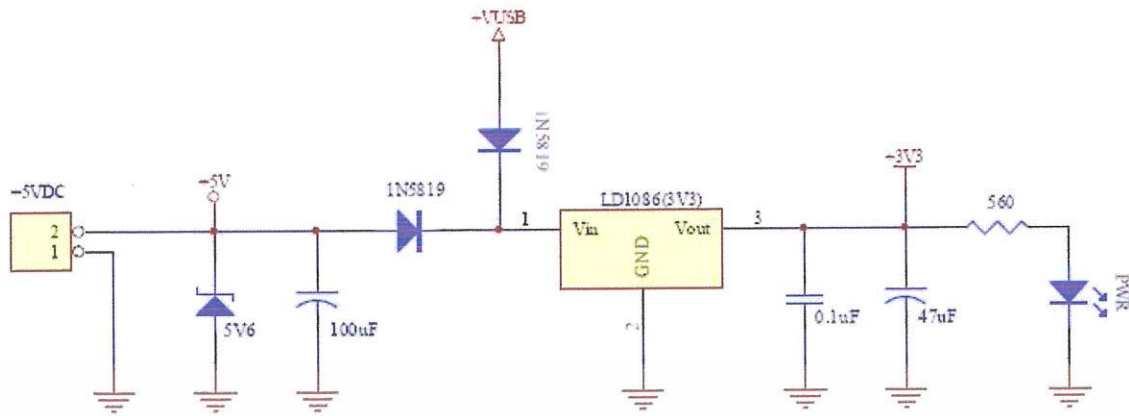 +VUSB
1N5819
+5VDC
+5V
1N5819
LD1086(3V3)
+3V3
560
2
1
1
Vin
GND
Vout
3
5V6
100uF
2
0.1uF
47uF
PWR